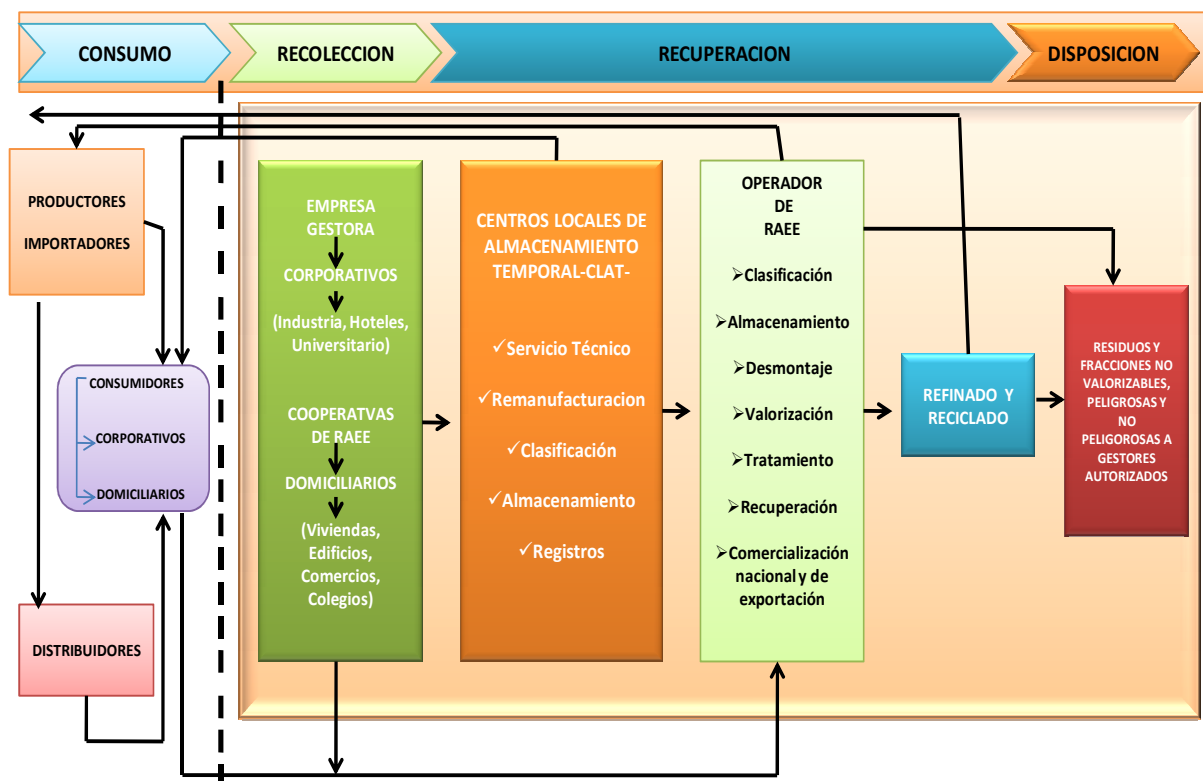 CONSUMO
RECOLECCION
RECUPERACION
DISPOSICION
PRODUCTORES
IMPORTADORES
CONSUMIDORES
CORPORATIVOS
DOMICILIARIOS
DISTRIBUIDORES
EMPRESA
GESTORA
CORPORATIVOS
(Industria, Hoteles,
Universitario)
COOPERATVAS
DE RAEE
DOMICILIARIOS
(Viviendas,
Edificios,
Comercios,
Colegios)
CENTROS LOCALES DE
ALMACENAMIENTO
TEMPORAL-CLAT-
✓Servicio Técnico
✓Remanufacturacion
✓Clasificación
✓Almacenamiento
✓Registros
OPERADOR
DE
RAEE
➢Clasificación
➢Almacenamiento
➢Desmontaje
➢Valorización
➢Tratamiento
➢Recuperación
➢Comercialización
nacional y de
exportación
REFINADO Y
RECICLADO
RESIDUOS Y
FRACCIONES NO
VALORIZABLES,
PELIGROSAS Y
NO
PELIGOROSAS A
GESTORES
AUTORIZADOS